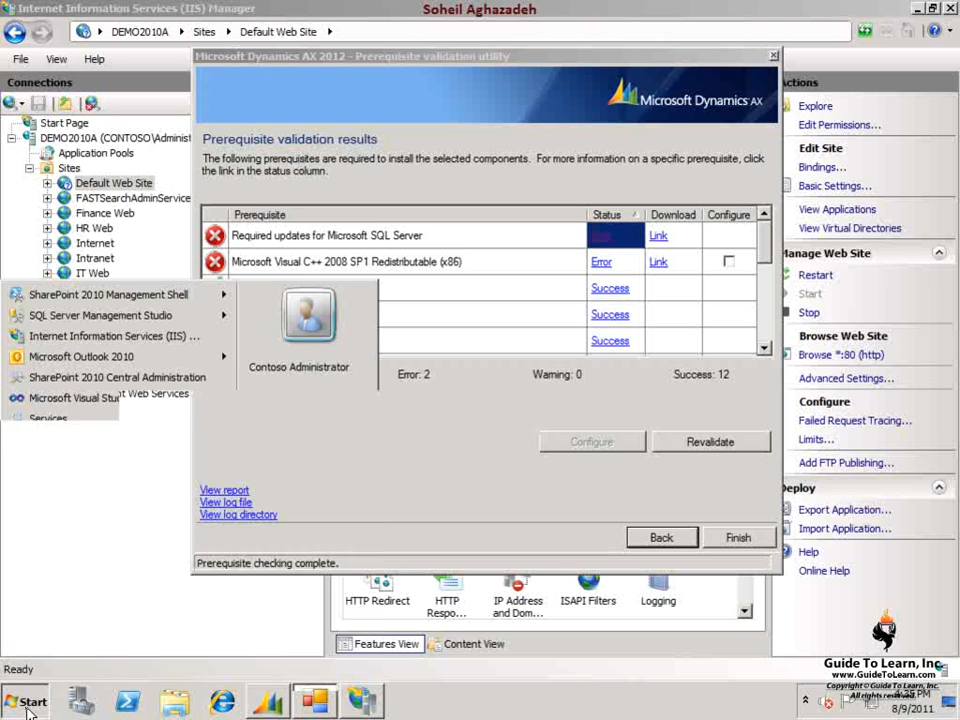 Internet Information Services (IIS) Manager
Soheil Aghazadeh
DEMO2010A
Sites
Default Web Site
File View Help
Connections
Start Page
DEMO2010A (CONTOSO\Adminis
Application Pools
Sites
Default Web Site
FASTSearchAdminService
Finance Web
HR Web
Internet
Intranet
IT Web
t Web Services
SharePoint 2010 Management Shell
SQL Server Management Studio
Internet Information Services (IIS) ...
Microsoft Outlook 2010
SharePoint 2010 Central Administration
Microsoft Visual Stu
Services
Contoso Administrator
Microsoft Dynamics AX 2012 - Prerequisite validation utility
Microsoft Dynamics AX
Prerequisite validation results
The following prerequisites are required to install the selected components. For more information on a specific prerequisite, click
the link in the status column.
Prerequisite Status Download Configure
Required updates for Microsoft SQL Server Link
Microsoft Visual C++ 2008 SP1 Redistributable (x86) Error Link
Success
Success
Success
Error: 2 Warning: 0 Success: 12
Configure Revalidate
View report
View log file
View log directory
Back Finish
Prerequisite checking complete.
HTTP Redirect
HTTP
Respo...
IP Address
and Dom...
ISAPI Filters
Logging
Features View Content View
Actions
Explore
Edit Permissions...
Edit Site
Bindings...
Basic Settings...
View Applications
View Virtual Directories
Manage Web Site
Restart
Start
Stop
Browse Web Site
Browse *:80 (http)
Advanced Settings...
Configure
Failed Request Tracing...
Limits...
Add FTP Publishing...
Deploy
Export Application...
Import Application...
Help
Online Help
Ready
Guide To Learn, Inc.
www.GuideToLearn.com
Copyright © Guide To Learn, Inc.
Start
8/9/2011